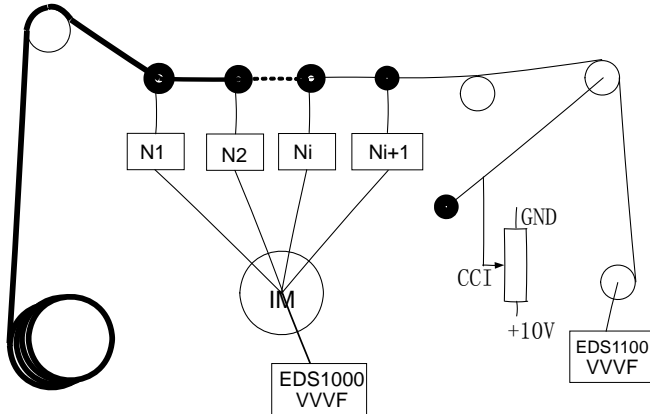 N1
N2
Ni
Ni+1
GND
CCI
+10V
IM
EDS1000
VVVF
EDS1100
VVVF